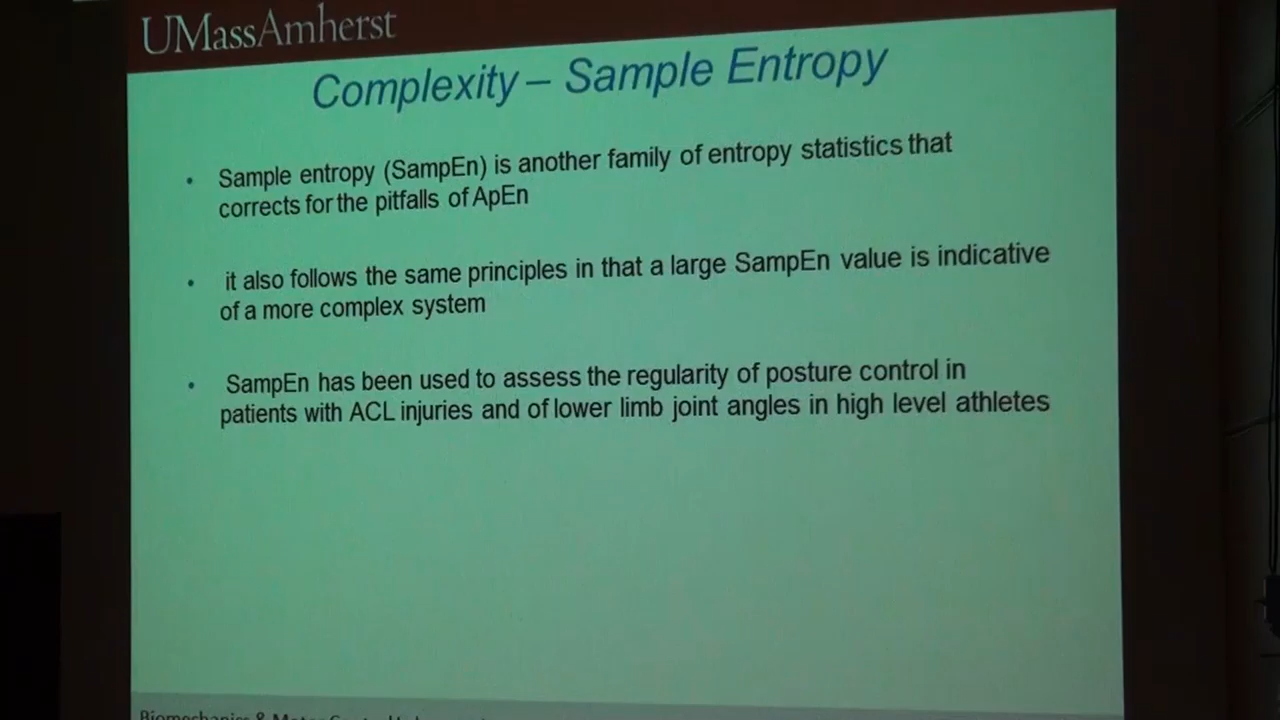 UMassAmherst
Complexity – Sample Entropy
• Sample entropy (SampEn) is another family of entropy statistics that
corrects for the pitfalls of ApEn
• it also follows the same principles in that a large SampEn value is indicative
of a more complex system
• SampEn has been used to assess the regularity of posture control in
patients with ACL injuries and of lower limb joint angles in high level athletes
Biomechanics &